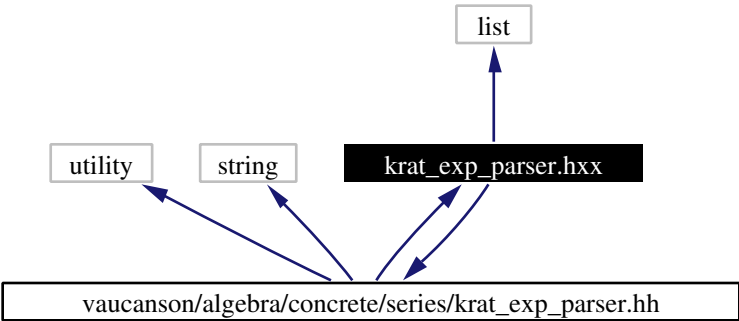 list
utility
string
krat_exp_parser.hxx
vaucanson/algebra/concrete/series/krat_exp_parser.hh